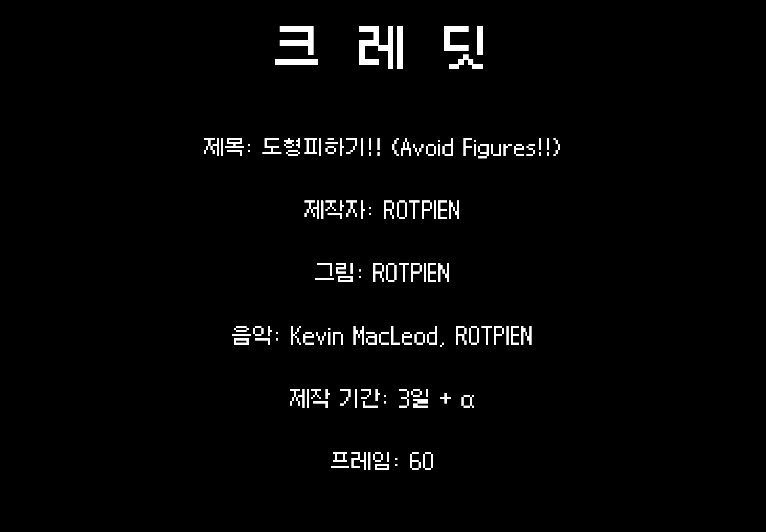 크 레 딧
제목: 도형피하기!! (Avoid Figures!!)
제작자: ROTPIEN
그림: ROTPIEN
음악: Kevin MacLeod, ROTPIEN
제작 기간: 3일 + α
프레임: 60